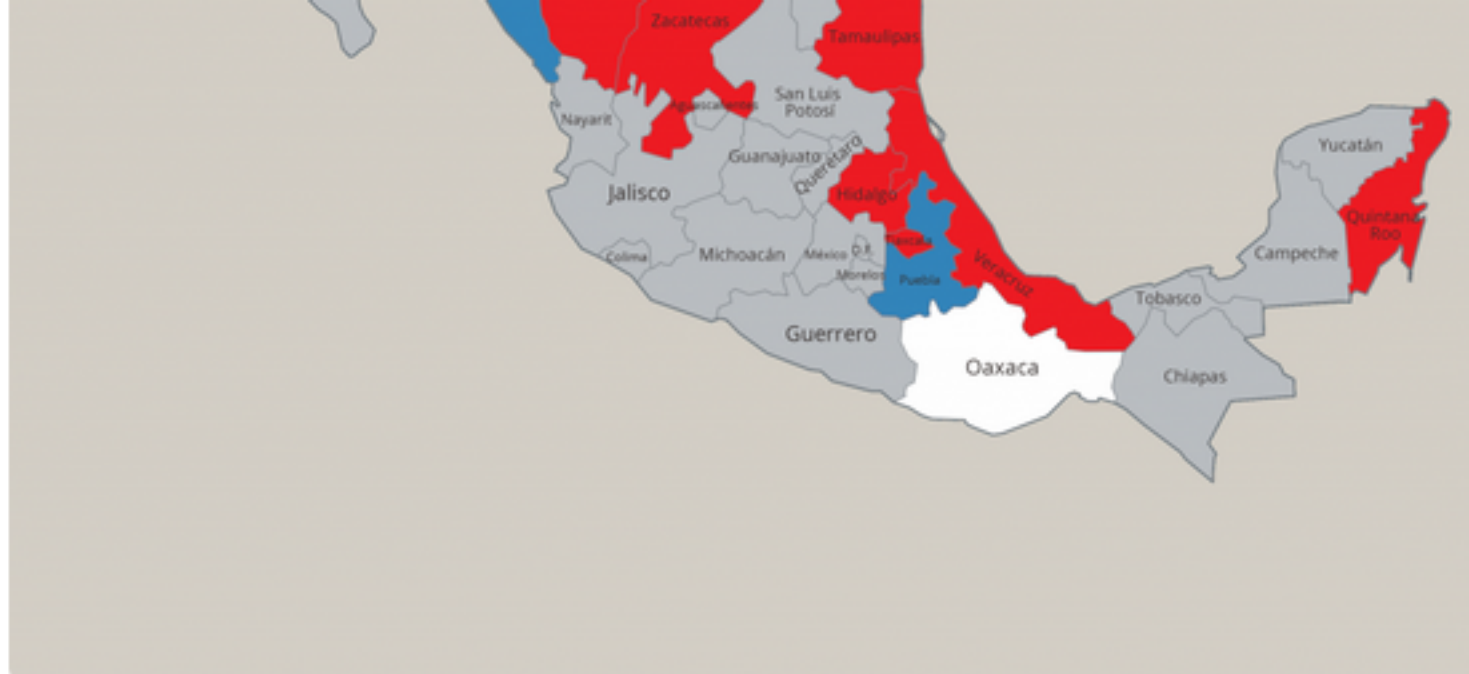 Zacatecas
Tamaulipas
Aguascalientes
San Luis
Potosí
Nayarit
Guanajuato
Querétaro
Yucatán
Jalisco
Hidalgo
Quintana
Roo
Tlaxcala
Colima
Michoacán
México
D.F.
Morelos
Puebla
Veracruz
Campeche
Tobasco
Guerrero
Oaxaca
Chiapas